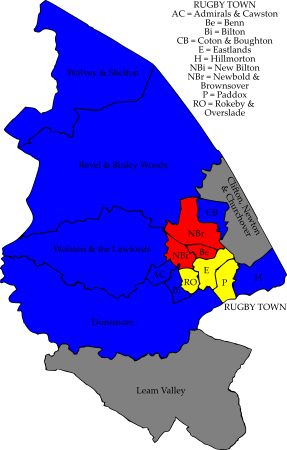 RUGBY TOWN
AC = Admirals & Cawston
Be = Benn
Bi = Bilton
CB = Coton & Boughton
E = Eastlands
H = Hillmorton
NBi = New Bilton
NBr = Newbold &
Brownsover
P = Paddox
RO = Rokeby &
Overslade
Wolvey & Shilton
Revel & Binley Woods
Clifton, Newton
& Churchover
CB
NBr
Wolston & the Lawfords
NBi
Be
AC
E
RO
P
H
Bi
RUGBY TOWN
Dunsmore
Leam Valley